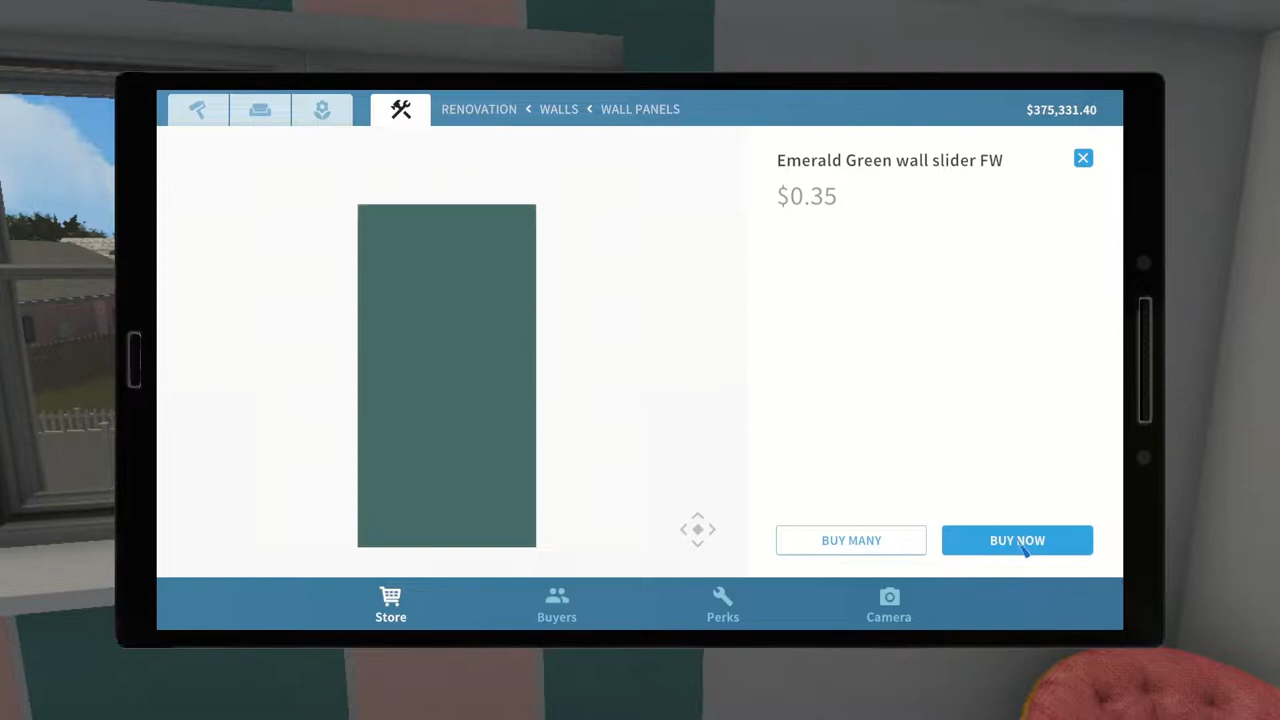 RENOVATION < WALLS < WALL PANELS
$375,331.40
Emerald Green wall slider FW
$0.35
BUY MANY
BUY NOW
Store
Buyers
Perks
Camera